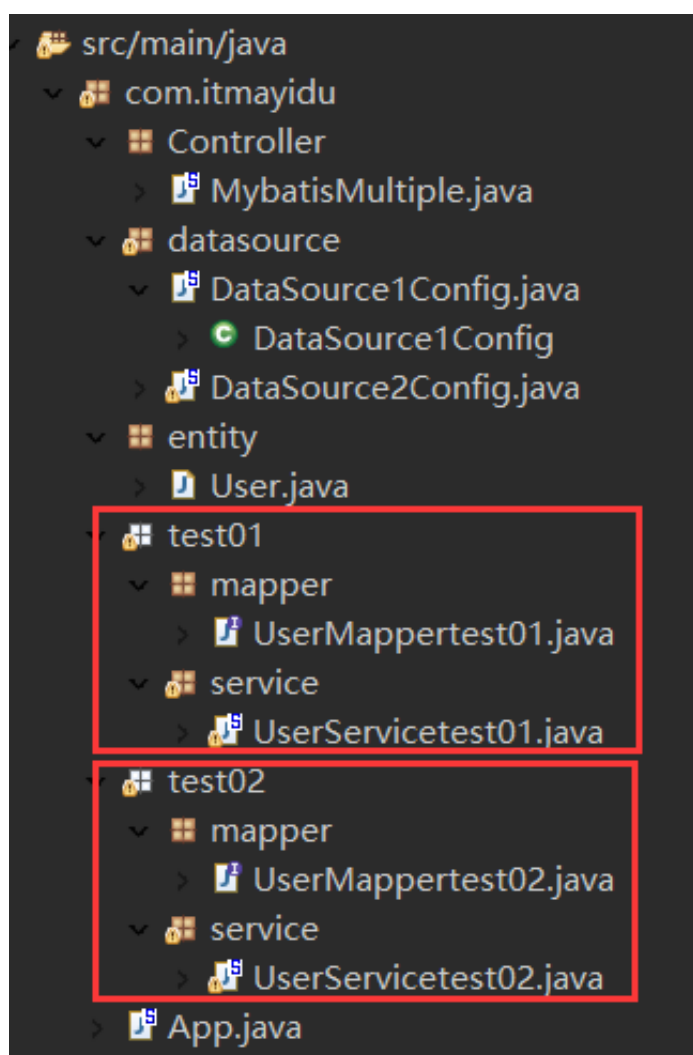 src/main/java
com.itmayidu
Controller
MybatisMultiple.java
datasource
DataSource1Config.java
DataSource1Config
DataSource2Config.java
entity
User.java
test01
mapper
UserMappertest01.java
service
UserServicetest01.java
test02
mapper
UserMappertest02.java
service
UserServicetest02.java
App.java